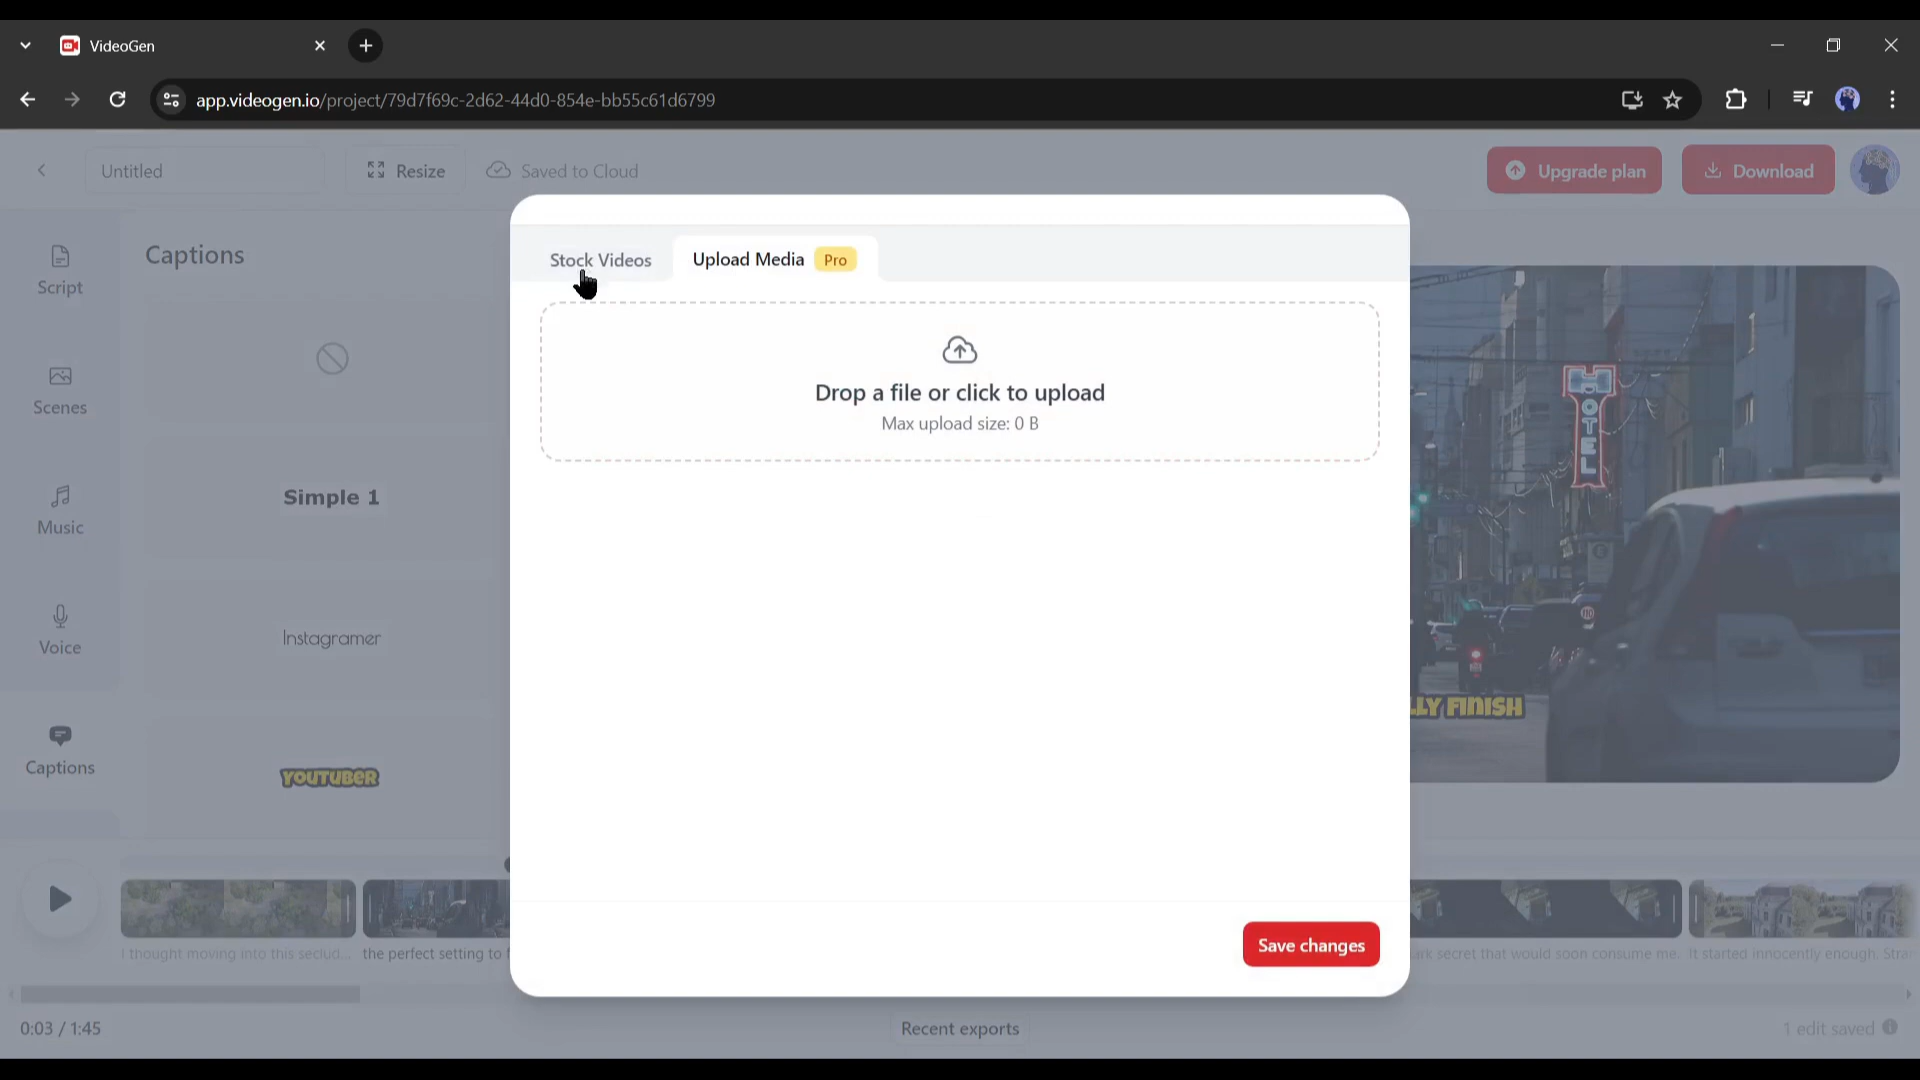 VideoGen
app.videogen.io/project/79d7f69c-2d62-44d0-854e-bb55c61d6799
Untitled
Resize
Saved to Cloud
Upgrade plan
Download
Script
Scenes
Music
Voice
Captions
Captions
Simple 1
Instagramer
YOUTUBER
Stock Videos
Upload Media Pro
Drop a file or click to upload
Max upload size: 0 B
Save changes
HOTEL
LLY FINISH
I thought moving into this seclud...
the perfect setting to f
ark secret that would soon consume me.
It started innocently enough. Stra
0:03 / 1:45
Recent exports
1 edit saved